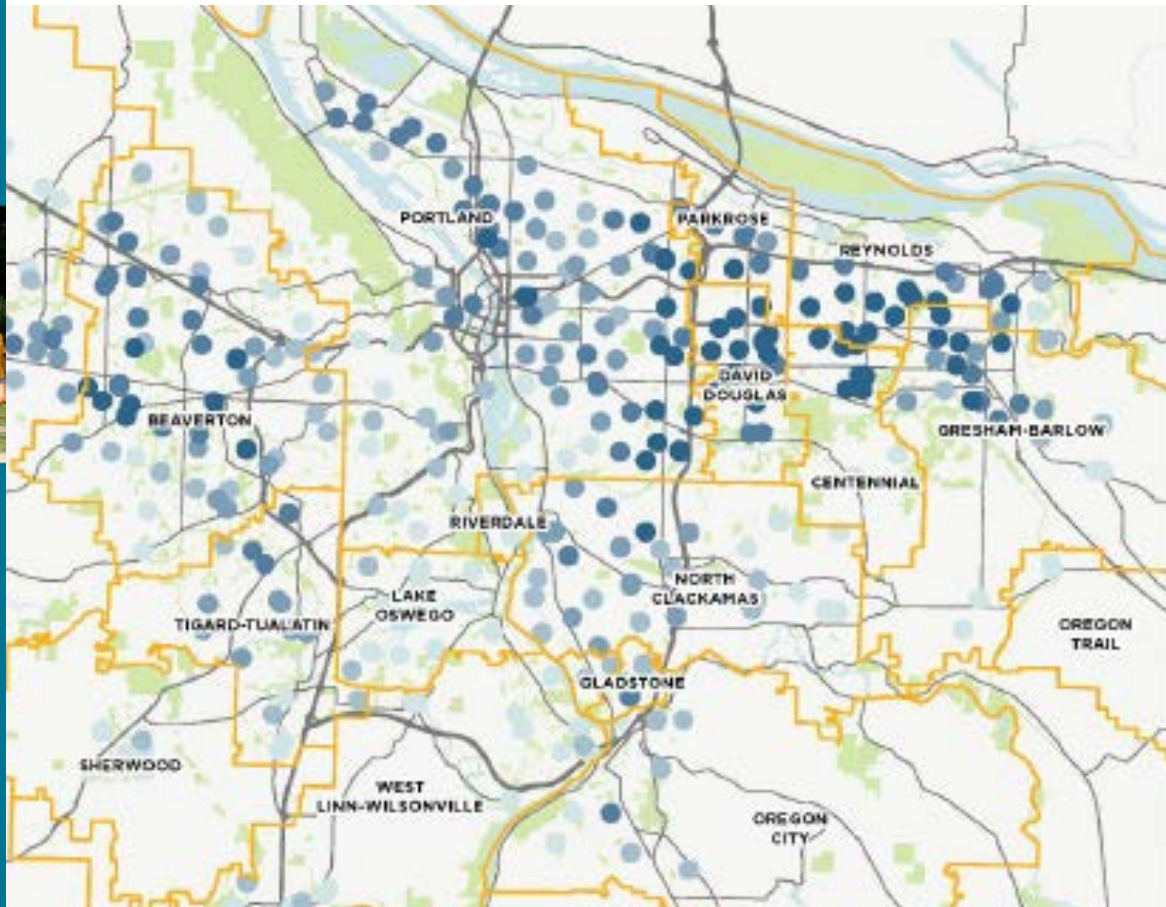 PORTLAND
PARKROSE
REYNOLDS
DAVID
DOUGLAS
BEAVERTON
GRESHAM-BARLOW
CENTENNIAL
RIVERDALE
NORTH
CLACKAMAS
LAKE
OSWEGO
TIGARD-TUALATIN
OREGON
TRAIL
GLADSTONE
SHERWOOD
WEST
LINN-WILSONVILLE
OREGON
CITY